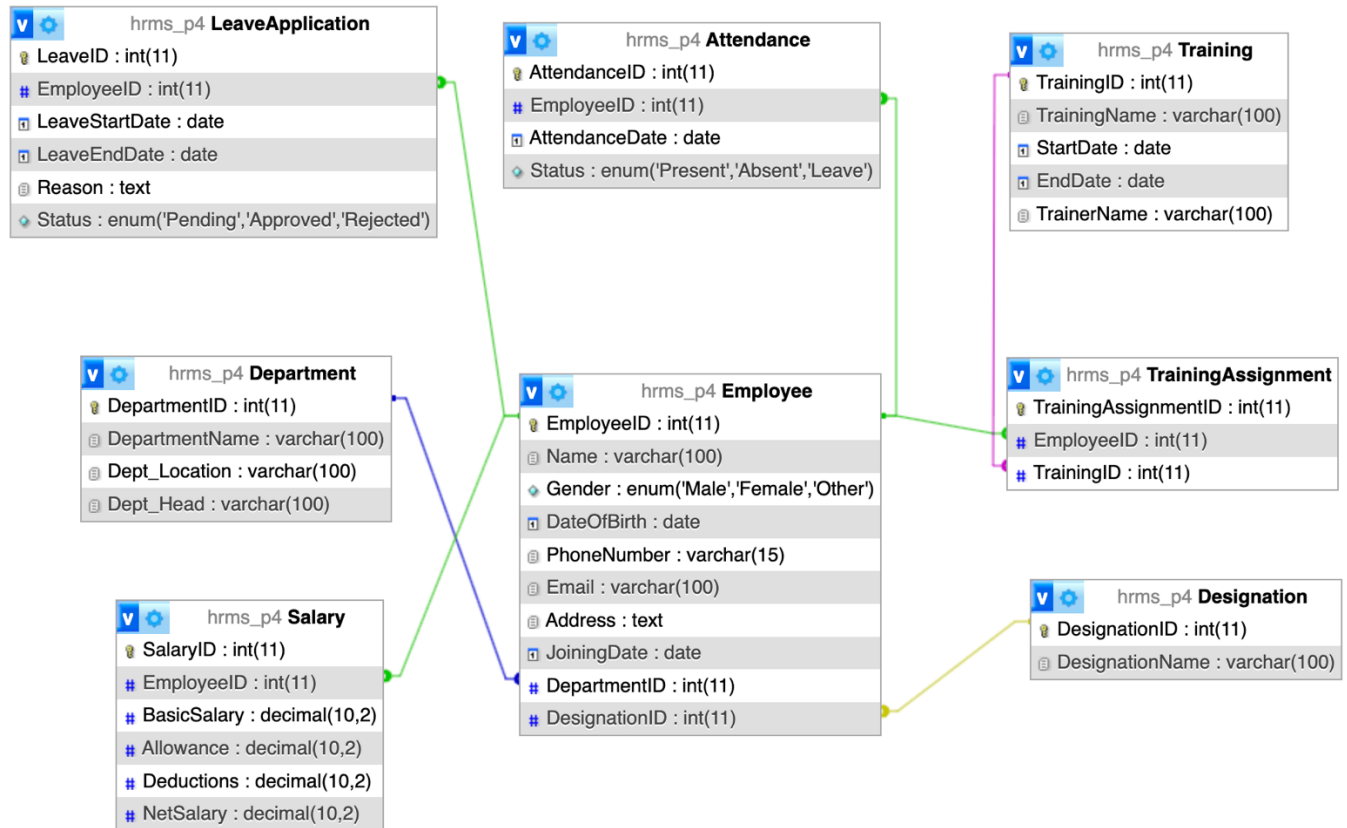 v hrms_p4 LeaveApplication
LeaveID : int(11)
# EmployeeID : int(11)
LeaveStartDate : date
LeaveEndDate : date
Reason : text
Status : enum('Pending','Approved','Rejected')
v hrms_p4 Attendance
AttendanceID : int(11)
# EmployeeID : int(11)
AttendanceDate : date
Status : enum('Present','Absent','Leave')
v hrms_p4 Training
TrainingID : int(11)
TrainingName : varchar(100)
StartDate : date
EndDate : date
TrainerName : varchar(100)
v hrms_p4 Department
DepartmentID : int(11)
DepartmentName : varchar(100)
Dept_Location : varchar(100)
Dept_Head : varchar(100)
v hrms_p4 Employee
EmployeeID : int(11)
Name : varchar(100)
Gender : enum('Male','Female','Other')
DateOfBirth : date
PhoneNumber : varchar(15)
Email : varchar(100)
Address : text
JoiningDate : date
# DepartmentID : int(11)
# DesignationID : int(11)
v hrms_p4 TrainingAssignment
TrainingAssignmentID : int(11)
# EmployeeID : int(11)
# TrainingID : int(11)
v hrms_p4 Salary
SalaryID : int(11)
# EmployeeID : int(11)
# BasicSalary : decimal(10,2)
# Allowance : decimal(10,2)
# Deductions : decimal(10,2)
# NetSalary : decimal(10,2)
v hrms_p4 Designation
DesignationID : int(11)
DesignationName : varchar(100)